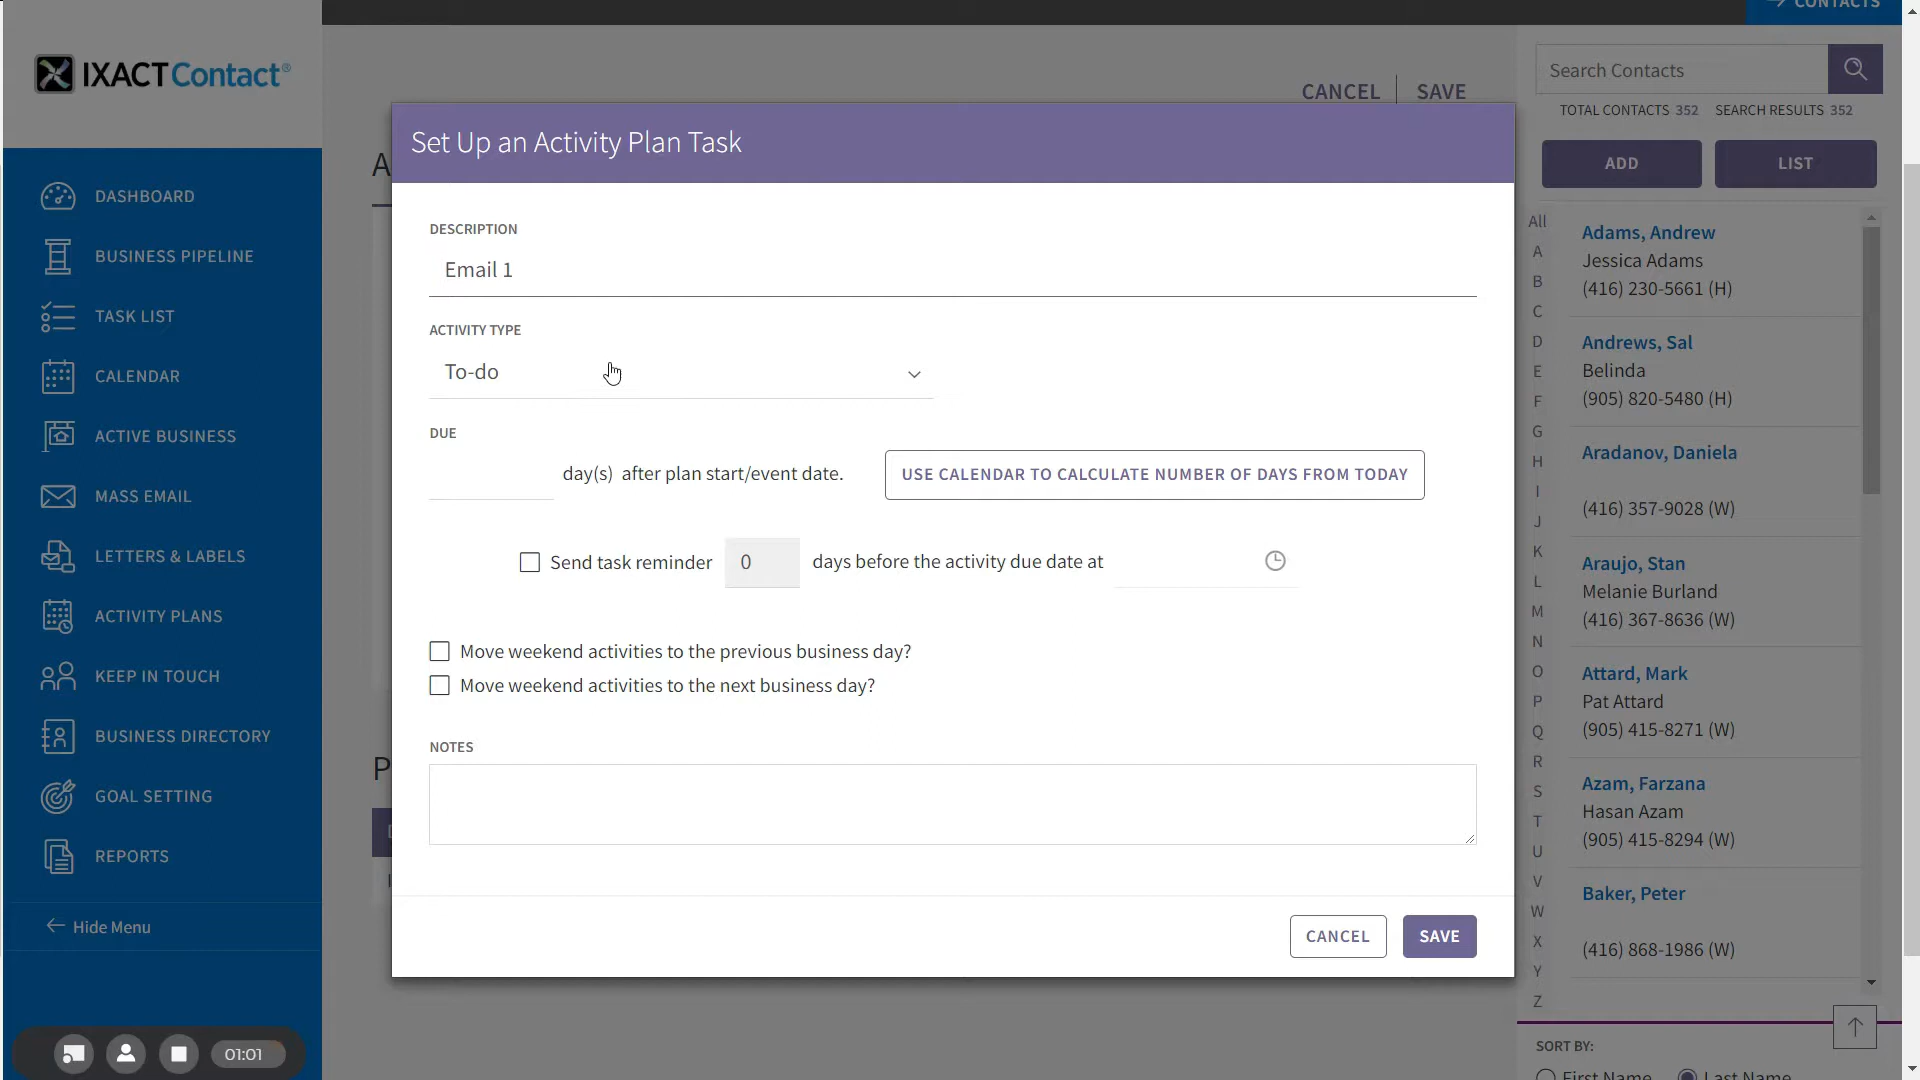 IXACTContact®
DASHBOARD
BUSINESS PIPELINE
TASK LIST
CALENDAR
ACTIVE BUSINESS
MASS EMAIL
LETTERS & LABELS
ACTIVITY PLANS
KEEP IN TOUCH
BUSINESS DIRECTORY
GOAL SETTING
REPORTS
Hide Menu
01:01
CANCEL
SAVE
A
P
Set Up an Activity Plan Task
DESCRIPTION
Email 1
ACTIVITY TYPE
To-do
DUE
day(s) after plan start/event date.
USE CALENDAR TO CALCULATE NUMBER OF DAYS FROM TODAY
Send task reminder 0 days before the activity due date at
Move weekend activities to the previous business day?
Move weekend activities to the next business day?
NOTES
CANCEL
SAVE
CONTACTS
Search Contacts
TOTAL CONTACTS 352 SEARCH RESULTS 352
ADD
LIST
All
A
B
C
D
E
F
G
H
I
J
K
L
M
N
O
P
Q
R
S
T
U
V
W
X
Y
Z
Adams, Andrew
Jessica Adams
(416) 230-5661 (H)
Andrews, Sal
Belinda
(905) 820-5480 (H)
Aradanov, Daniela
(416) 357-9028 (W)
Araujo, Stan
Melanie Burland
(416) 367-8636 (W)
Attard, Mark
Pat Attard
(905) 415-8271 (W)
Azam, Farzana
Hasan Azam
(905) 415-8294 (W)
Baker, Peter
(416) 868-1986 (W)
SORT BY:
First Name Last Name